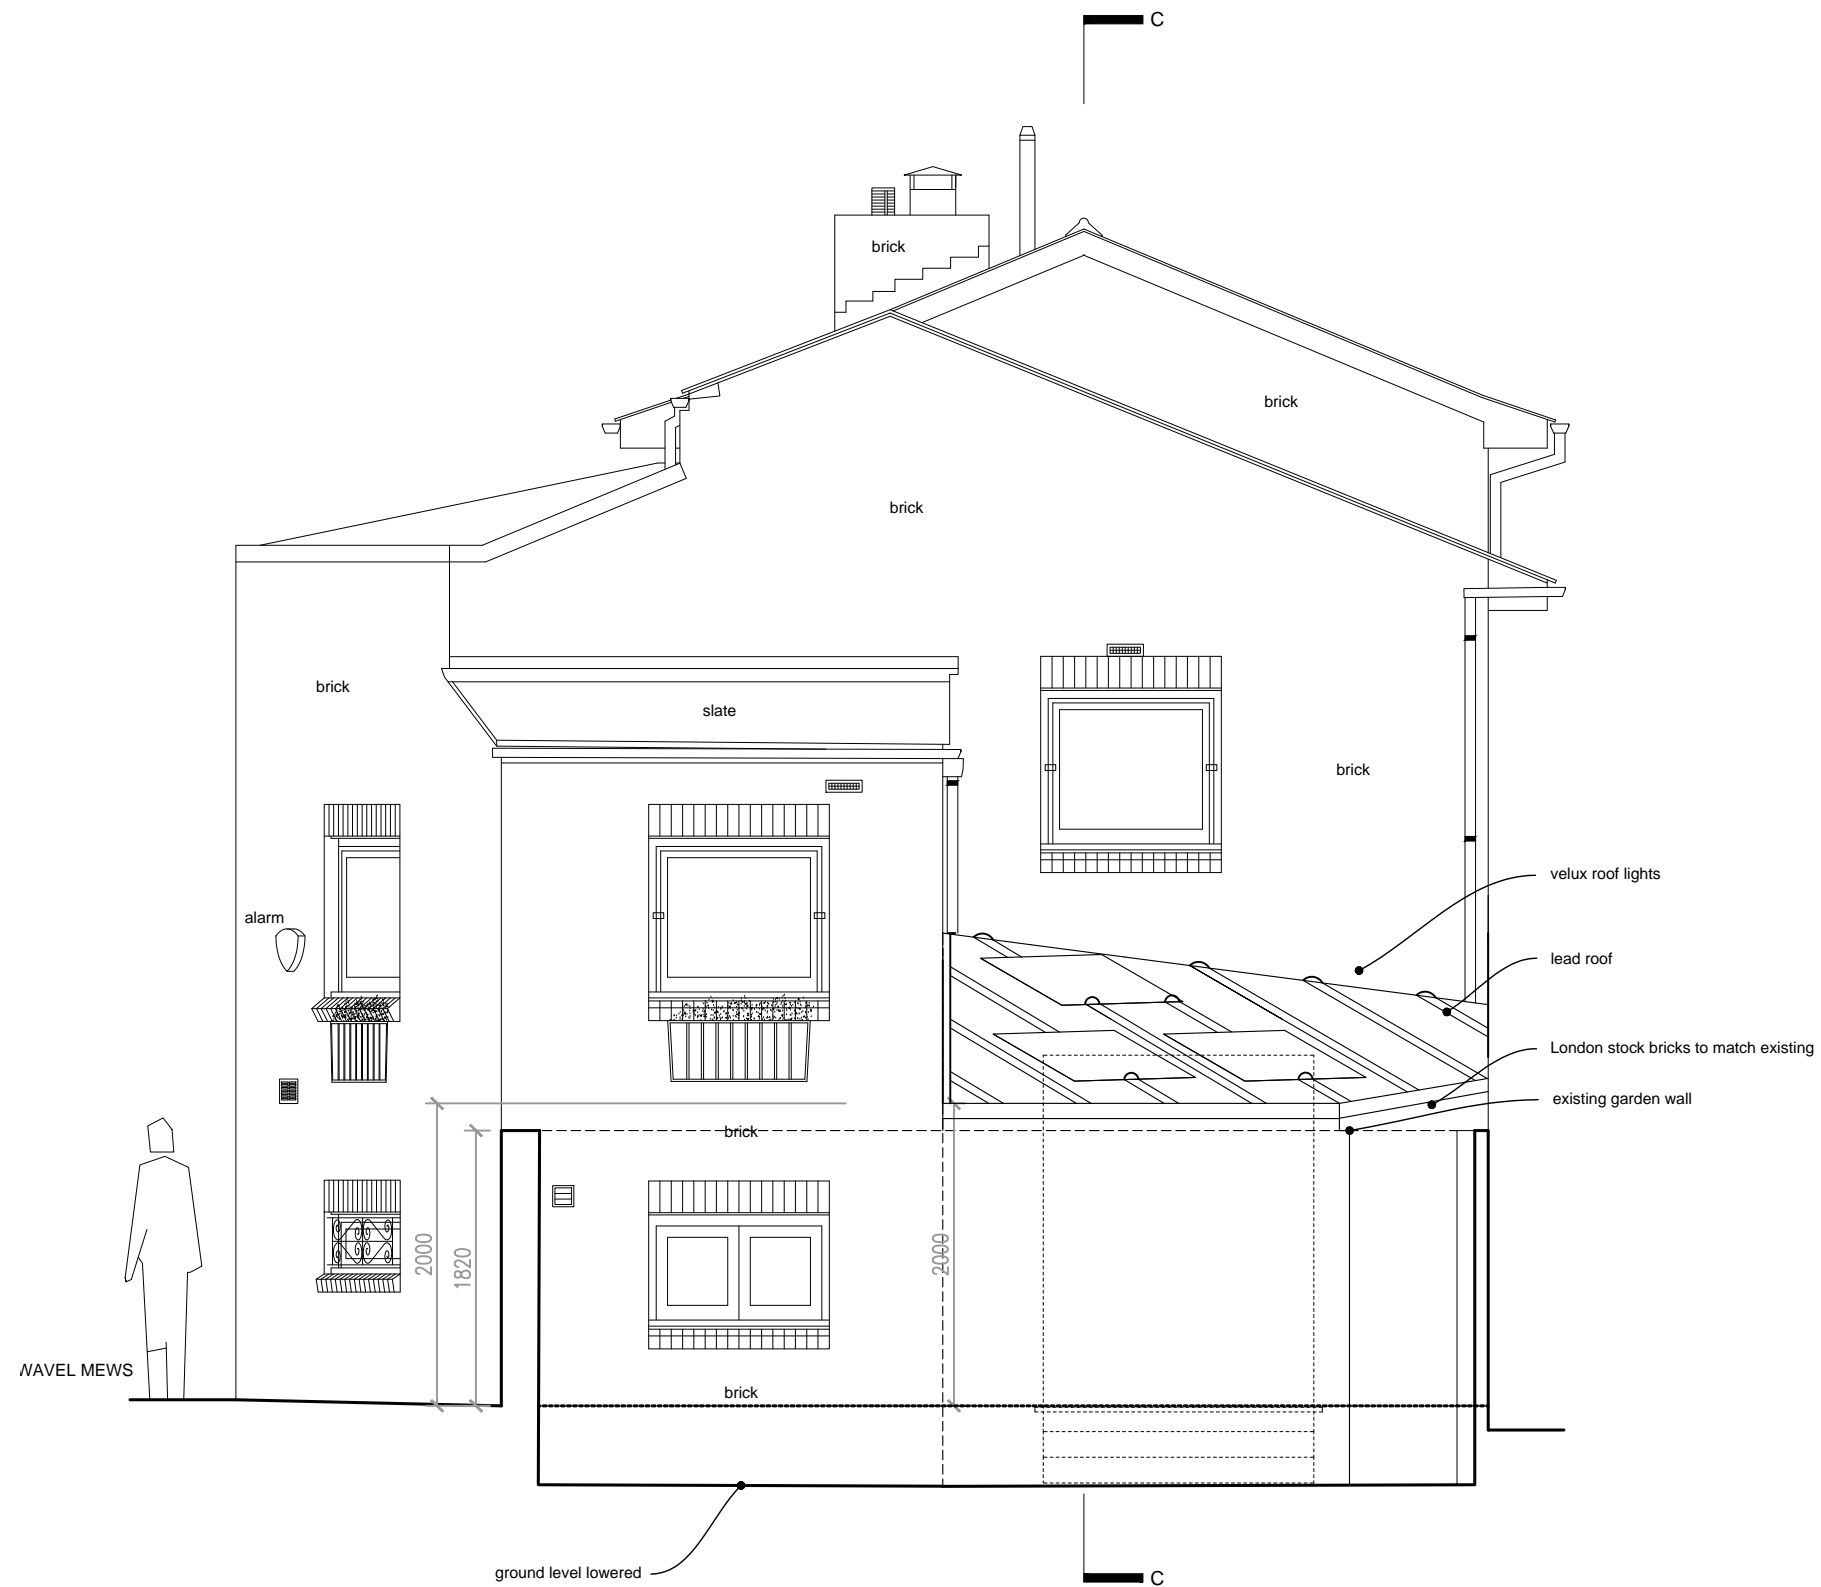 C
brick
brick
brick
brick
slate
brick
velux roof lights
alarm
lead roof
London stock bricks to match existing
existing garden wall
brick
2000
1820
2000
WAVEL MEWS
brick
ground level lowered
C